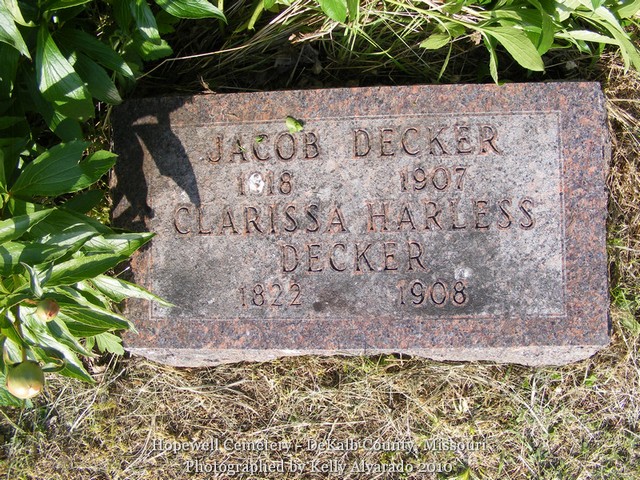 JACOB DECKER
1818 1907
CLARISSA HARLESS
DECKER
1822 1908
Hopewell Cemetery - DeKalb County, Missouri
Photographed by Kelly Alvarado 2010